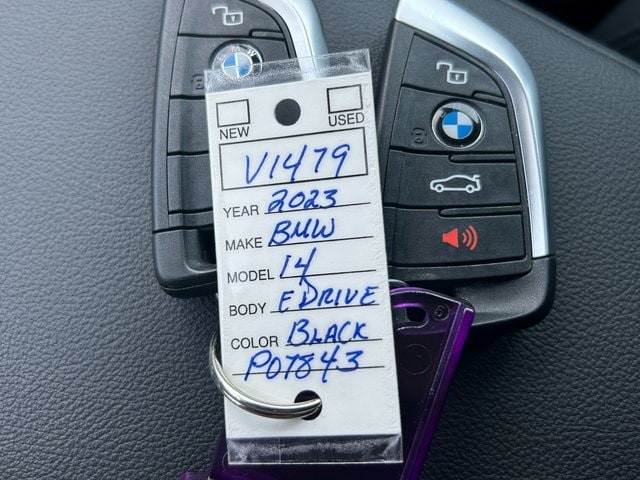 NEW USED
V1479
YEAR 2023
MAKE BMW
MODEL I4
BODY EDRIVE
COLOR BLACK
P07843